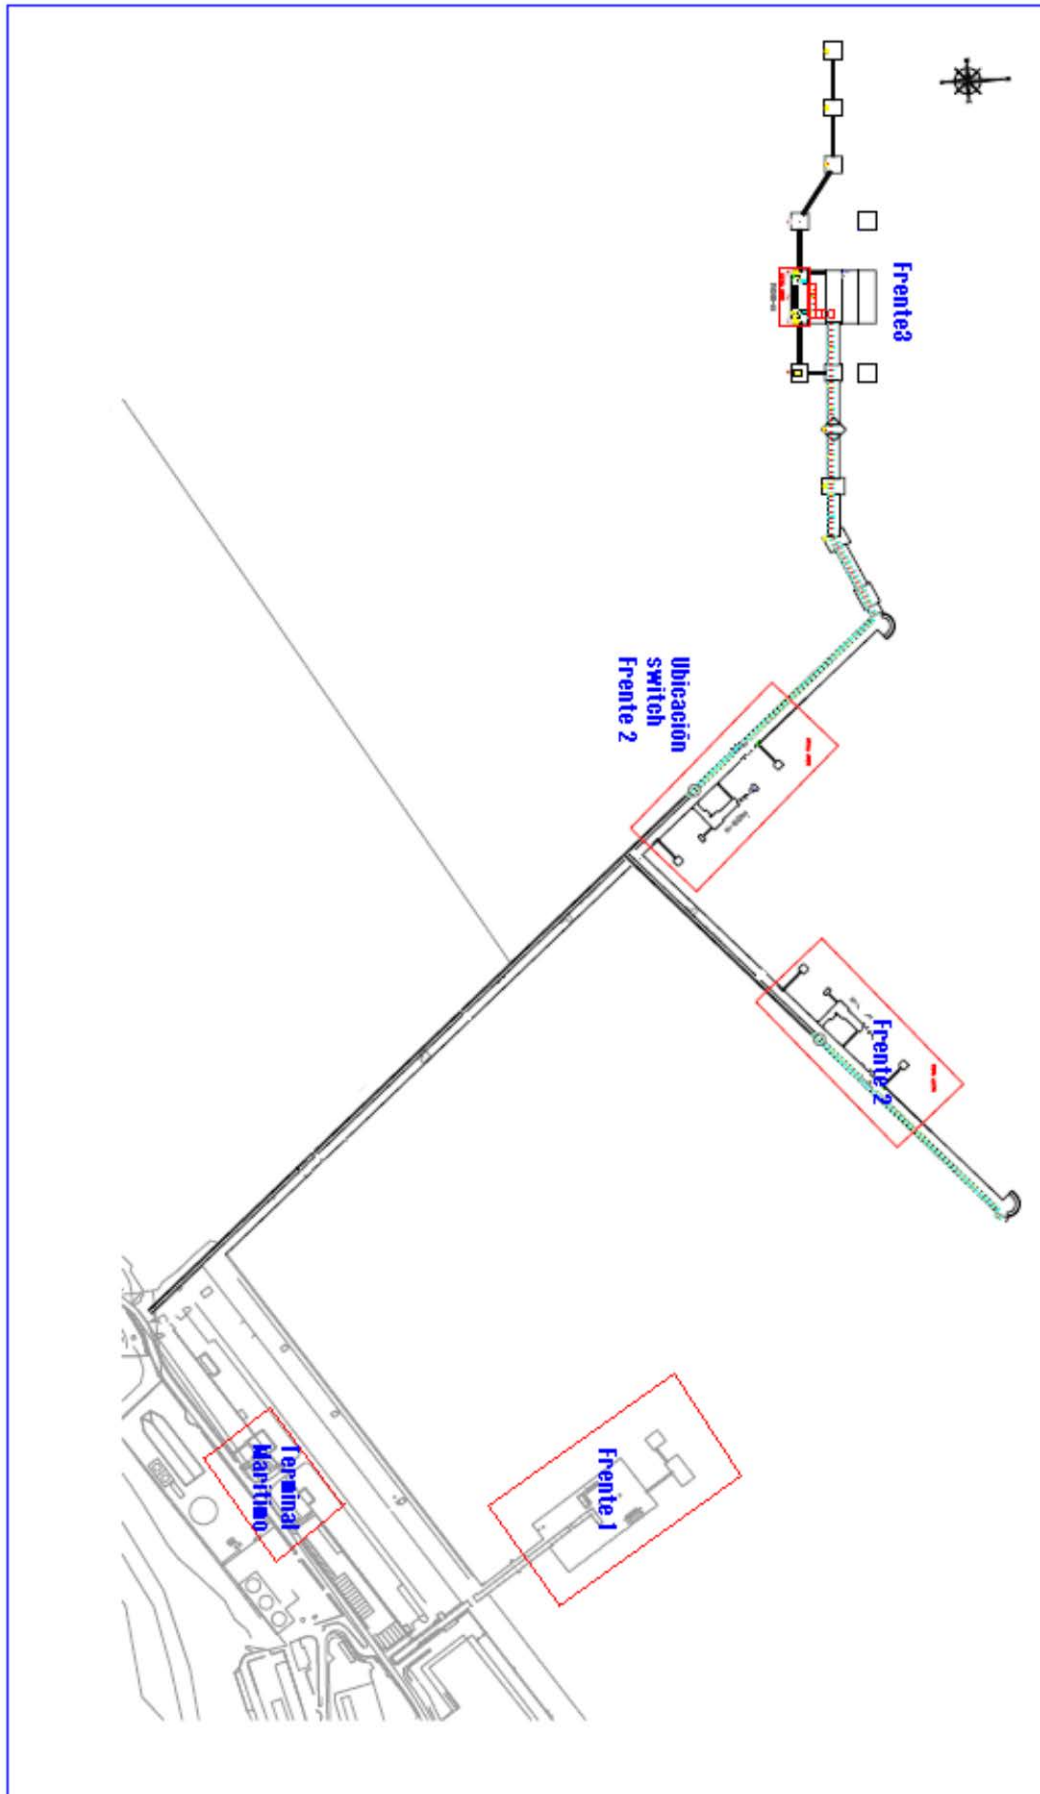 Frente3
Ubicación
switch
Frente 2
Frente 2
Frente 1
Terminal
Marítimo